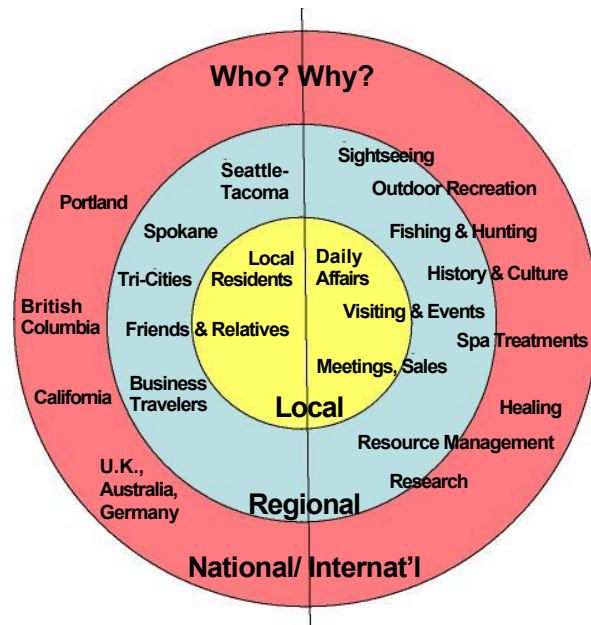 Who? Why?
Seattle-
Tacoma
Portland
Spokane
Tri-Cities
British
Columbia
California
Friends & Relatives
Business
Travelers
U.K.,
Australia,
Germany
Local
Residents
Daily
Affairs
Sightseeing
Outdoor Recreation
Fishing & Hunting
History & Culture
Visiting & Events
Spa Treatments
Meetings, Sales
Healing
Resource Management
Research
Local
Regional
National/ Internat'l